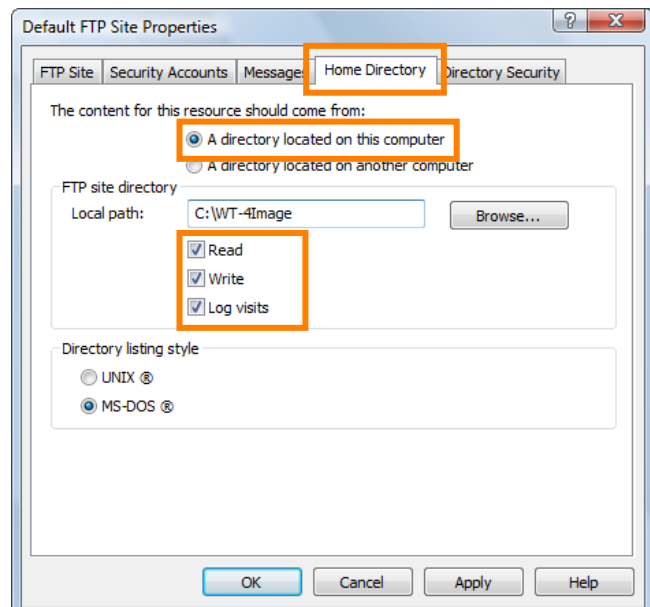 Default FTP Site Properties
FTP Site Security Accounts Messages Home Directory Directory Security
The content for this resource should come from:
A directory located on this computer
A directory located on another computer
FTP site directory
Local path: C:\WT-4Image Browse...
Read
Write
Log visits
Directory listing style
UNIX ®
MS-DOS ®
OK Cancel Apply Help